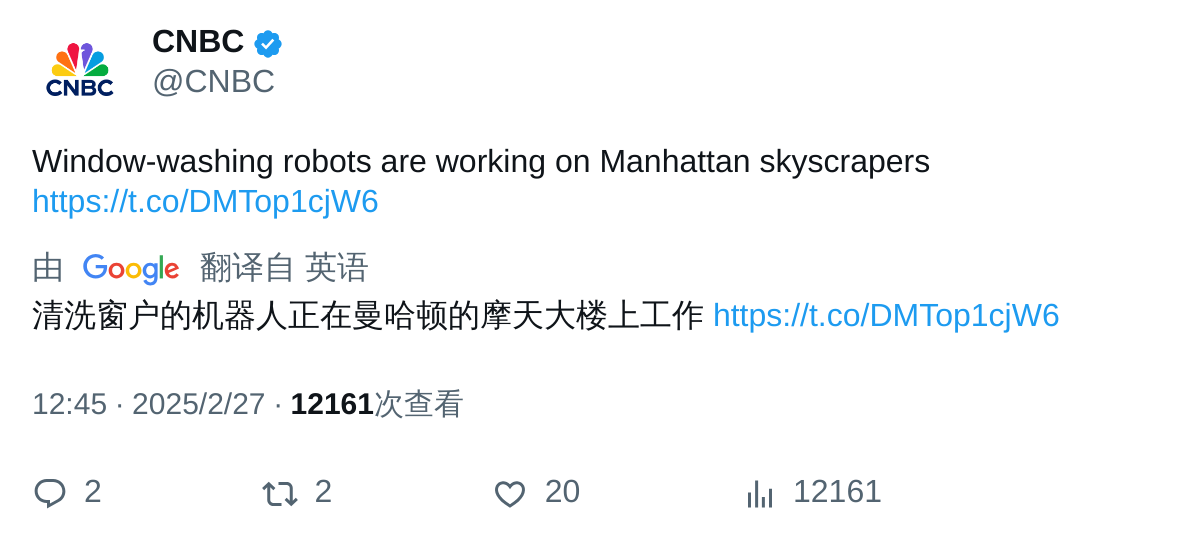 CNBC
CNBC
@CNBC
Window-washing robots are working on Manhattan skyscrapers
https://t.co/DMTop1cjW6
由 Google 翻译自 英语
清洗窗户的机器人正在曼哈顿的摩天大楼上工作 https://t.co/DMTop1cjW6
12:45 · 2025/2/27 · 12161次查看
2 2 20 12161